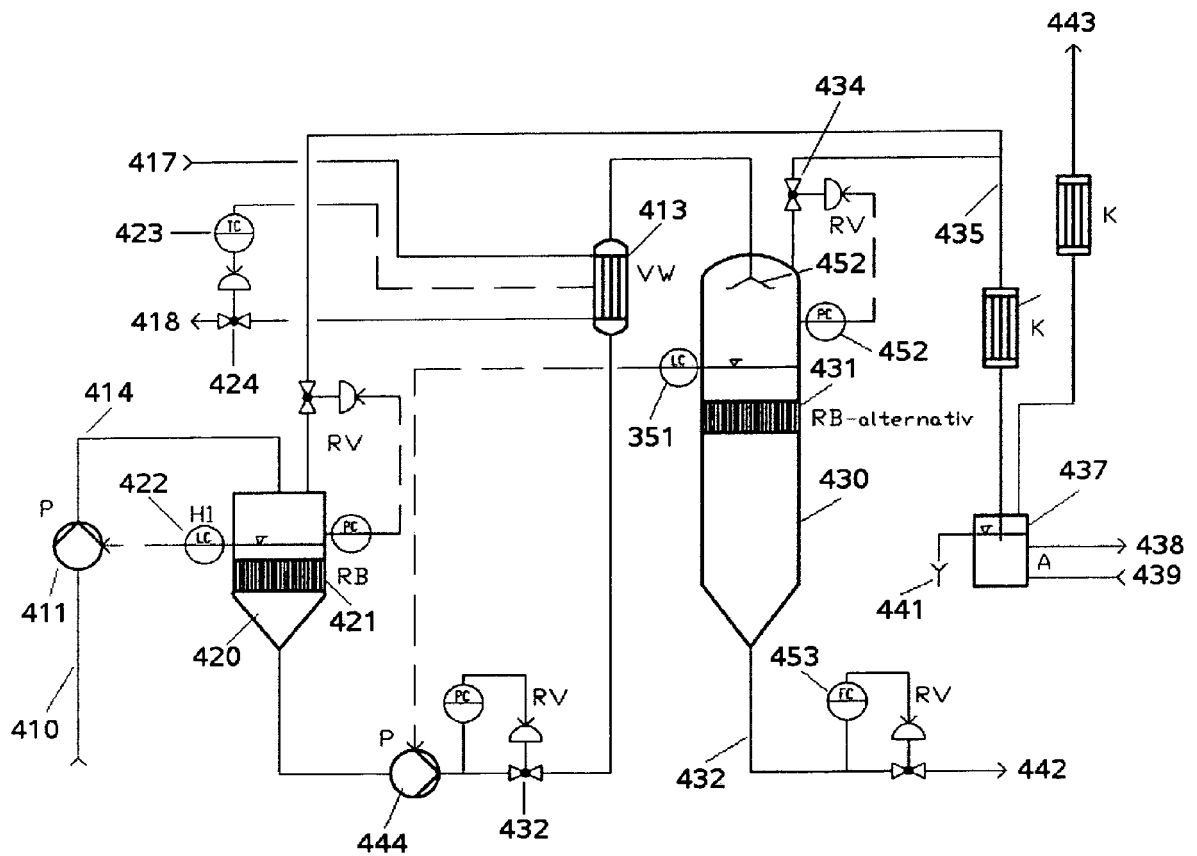 443
434
417
413
TC
423
RV
K
435
452
VW
418
PC
K
452
424
LC
431
414
RB-alternativ
RV
351
422
437
430
P
H1
LC
PC
438
A
439
RB
441
411
421
420
453
PC
RV
FC
RV
410
P
432
442
432
444